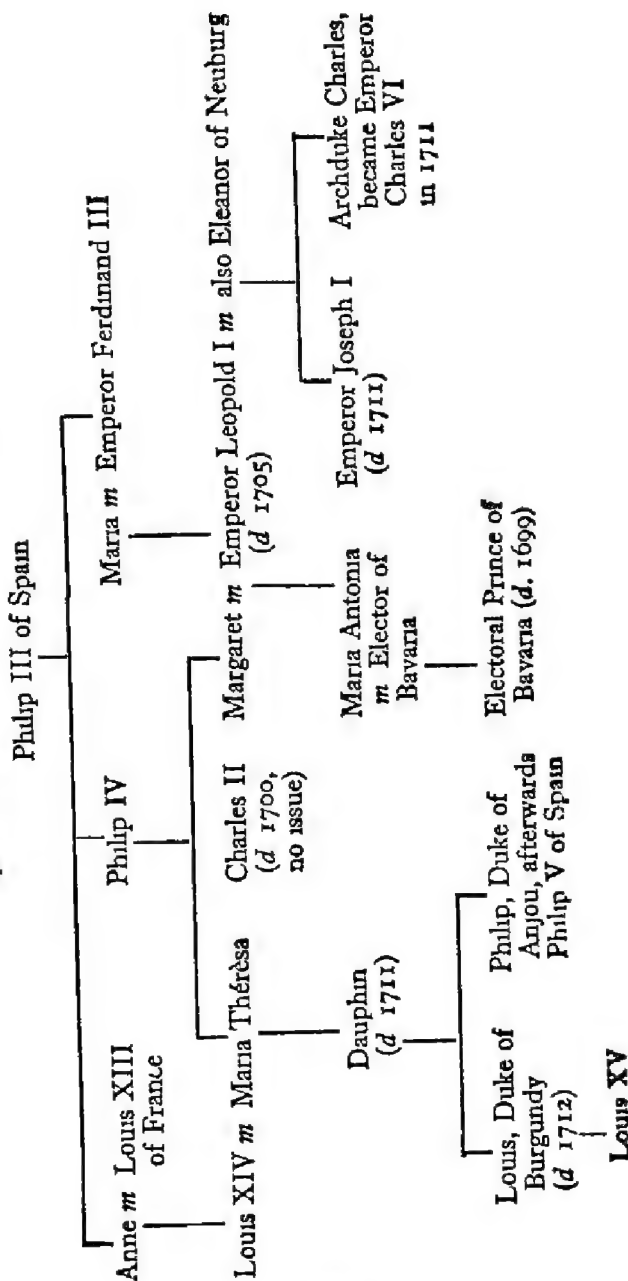 Philip III of Spain
Anne m Louis XIII
of France
Philip IV
Maria m Emperor Ferdinand III
Louis XIV m Maria Thérèsa
Charles II
(d 1700,
no issue)
Margaret m Emperor Leopold I m also Eleanor of Neuburg
(d 1705)
Dauphin
(d 1711)
Maria Antonia
m Elector of
Bavaria
Emperor Joseph I
(d 1711)
Archduke Charles,
became Emperor
Charles VI
in 1711
Louis, Duke of
Burgundy
(d 1712)
Philip, Duke of
Anjou, afterwards
Philip V of Spain
Electoral Prince of
Bavaria (d. 1699)
Louis XV